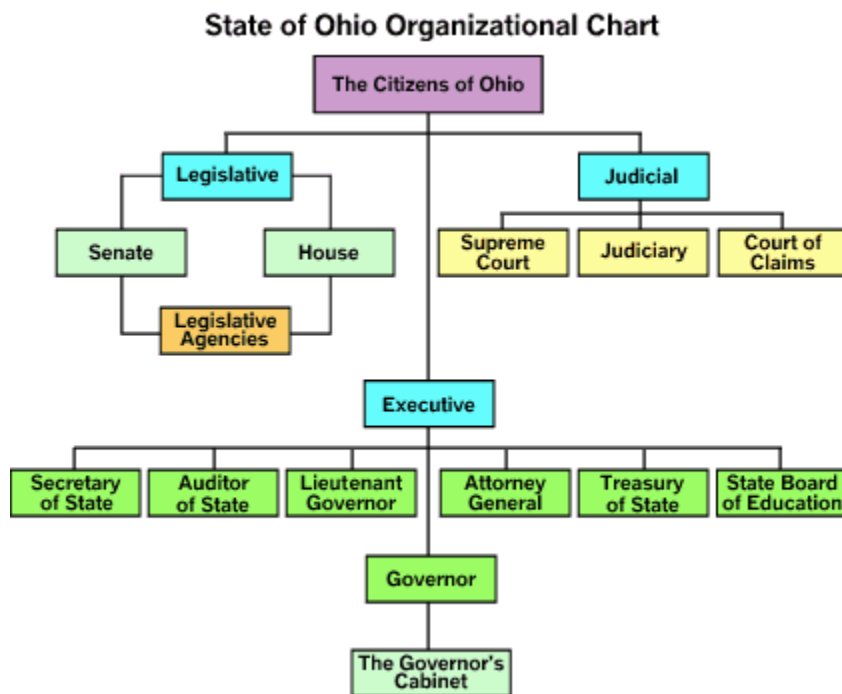 State of Ohio Organizational Chart
The Citizens of Ohio
Legislative
Judicial
Senate
House
Supreme
Court
Judiciary
Court of
Claims
Legislative
Agencies
Executive
Secretary
of State
Auditor
of State
Lieutenant
Governor
Attorney
General
Treasury
of State
State Board
of Education
Governor
The Governor's
Cabinet